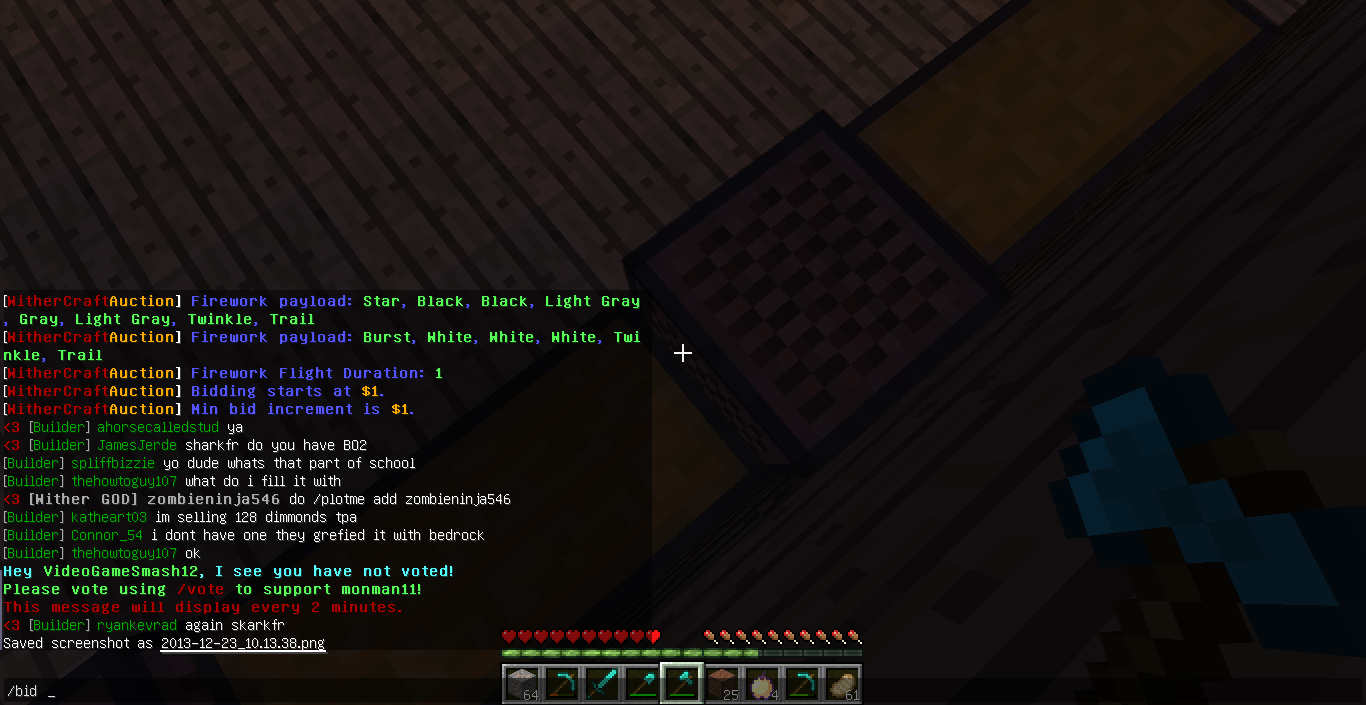 [WitherCraftAuction] Firework payload: Star, Black, Black, Light Gray
, Gray, Light Gray, Twinkle, Trail
[WitherCraftAuction] Firework payload: Burst, White, White, White, Twi
nkle, Trail
[WitherCraftAuction] Firework Flight Duration: 1
[WitherCraftAuction] Bidding starts at $1.
[WitherCraftAuction] Min bid increment is $1.
<3 [Builder] ahorsecalledstud ya
<3 [Builder] JamesJerde sharkfr do you have BO2
[Builder] spliffbizzie yo dude whats that part of school
[Builder] thehowtoguy107 what do i fill it with
<3 [Wither GOD] zombieninja546 do /plotme add zombieninja546
[Builder] katheart03 im selling 128 dimmonds tpa
[Builder] Connor_54 i dont have one they grefied it with bedrock
[Builder] thehowtoguy107 ok
Hey VideoGameSmash12, I see you have not voted!
Please vote using /vote to support monman11!
This message will display every 2 minutes.
<3 [Builder] ryankevrad again skarkfr
Saved screenshot as 2013-12-23_10.13.38.png
/bid _
64 25 4 61